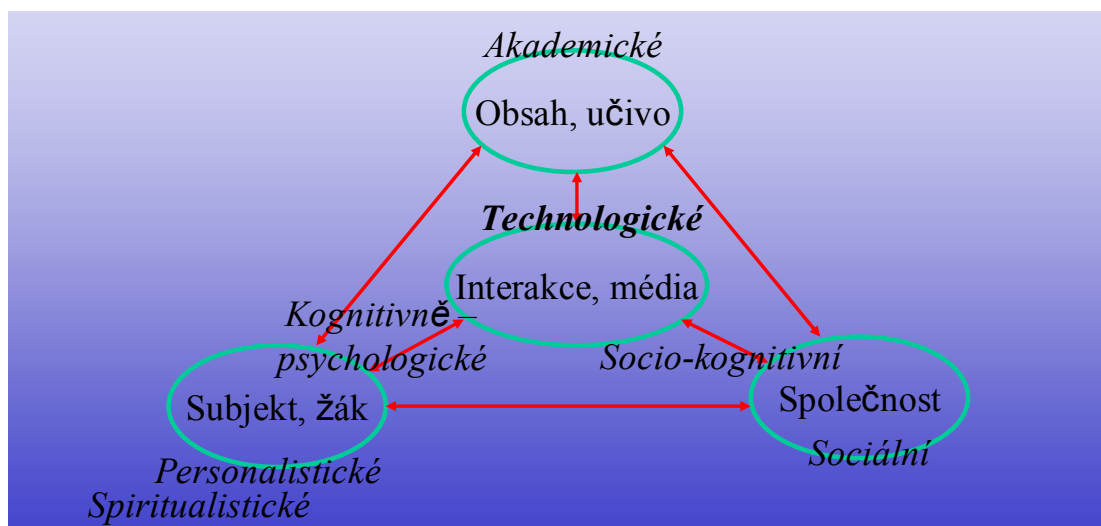 Akademické
Obsah, učivo
Technologické
Interakce, média
Kognitivně –
psychologické
Socio-kognitivní
Subjekt, žák
Společnost
Sociální
Personalistické
Spiritualistické